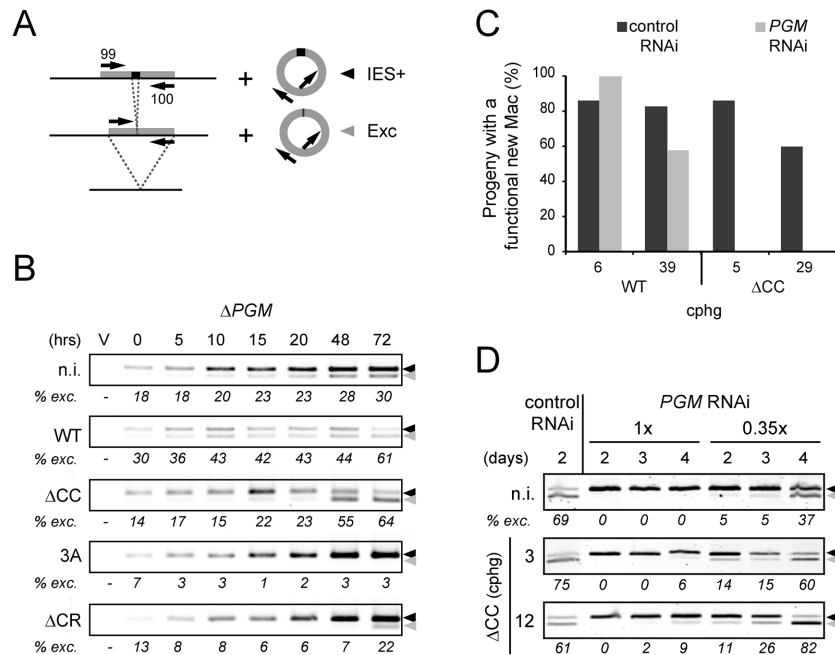 A
99
100
+
IES+
+
Exc
B
ΔPGM
(hrs) V 0 5 10 15 20 48 72
n.i.
% exc. - 18 18 20 23 23 28 30
WT
% exc. - 30 36 43 42 43 44 61
ΔCC
% exc. - 14 17 15 22 23 55 64
3A
% exc. - 7 3 3 1 2 3 3
ΔCR
% exc. - 13 8 8 6 6 7 22
C
control RNAi
PGM RNAi
Progeny with a
functional new Mac (%)
100
80
60
40
20
0
6 39 5 29
WT ΔCC
cphg
D
control RNAi
PGM RNAi
1x 0.35x
(days) 2 2 3 4 2 3 4
n.i.
% exc. 69 0 0 0 5 5 37
ΔCC (cphg)
3
75 0 0 6 14 15 60
12
61 0 2 9 11 26 82